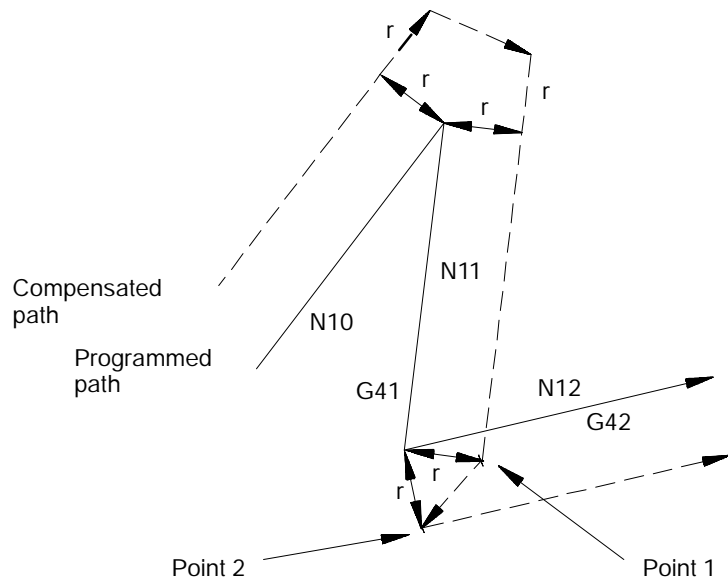 r
r
r
r
N11
Compensated
path
N10
Programmed
path
N12
G41
G42
r
r
Point 2
Point 1